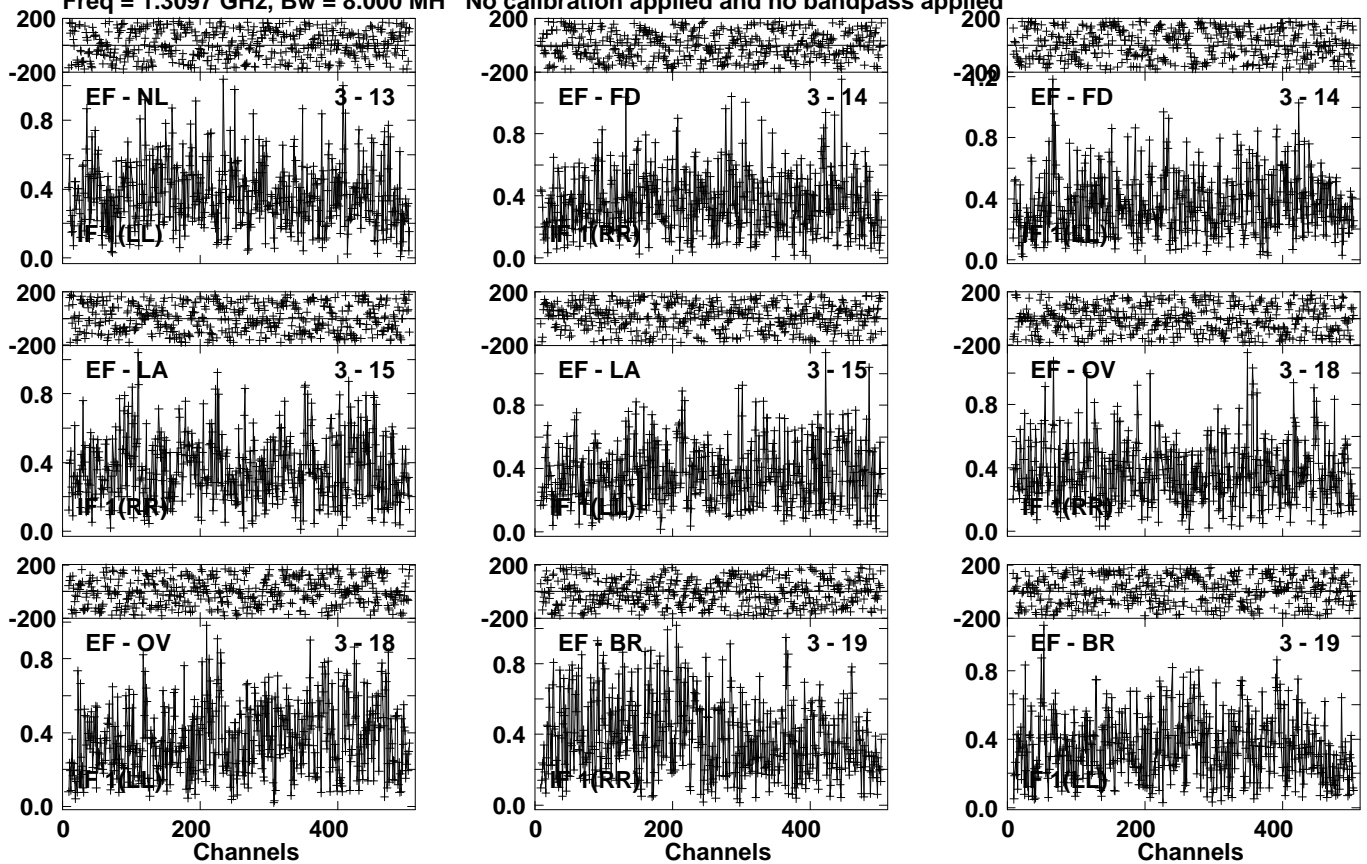 Freq = 1.3097 GHz, Bw = 8.000 MH No calibration applied and no bandpass applied
200 200 200
-200 -200 -200
1.2
EF - NL 3 - 13 EF - FD 3 - 14 EF - FD 3 - 14
0.8 0.8 0.8
0.4 0.4 0.4
IF 1(LL) IF 1(RR) IF 1(LL)
0.0 0.0 0.0
200 200 200
-200 -200 -200
EF - LA 3 - 15 EF - LA 3 - 15 EF - OV 3 - 18
0.8 0.8 0.8
0.4 0.4 0.4
IF 1(RR) IF 1(LL) IF 1(RR)
0.0 0.0 0.0
200 200 200
-200 -200 -200
EF - OV 3 - 18 EF - BR 3 - 19 EF - BR 3 - 19
0.8 0.8 0.8
0.4 0.4 0.4
IF 1(LL) IF 1(RR) IF 1(LL)
0.0 0.0 0.0
0 200 400 0 200 400 0 200 400
Channels Channels Channels